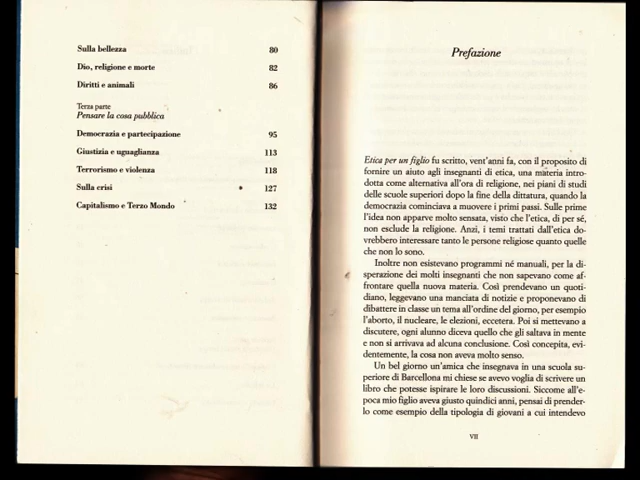 Sulla bellezza 80
Dio, religione e morte 82
Diritti e animali 86
Terza parte
Pensare la cosa pubblica
Democrazia e partecipazione 95
Giustizia e uguaglianza 113
Terrorismo e violenza 118
Sulla crisi 127
Capitalismo e Terzo Mondo 132
Prefazione
Etica per un figlio fu scritto, vent'anni fa, con il proposito di
fornire un aiuto agli insegnanti di etica, una materia intro-
dotta come alternativa all'ora di religione, nei piani di studi
delle scuole superiori dopo la fine della dittatura, quando la
democrazia cominciava a muovere i primi passi. Sulle prime
l'idea non apparve molto sensata, visto che l'etica, di per sé,
non esclude la religione. Anzi, i temi trattati dall'etica do-
vrebbero interessare tanto le persone religiose quanto quelle
che non lo sono.
Inoltre non esistevano programmi né manuali, per la di-
sperazione dei molti insegnanti che non sapevano come af-
frontare quella nuova materia. Così prendevano un quoti-
diano, leggevano una manciata di notizie e proponevano di
dibattere in classe un tema all'ordine del giorno, per esempio
l'aborto, il nucleare, le elezioni, eccetera. Poi si mettevano a
discutere, ogni alunno diceva quello che gli saltava in mente
e non si arrivava ad alcuna conclusione. Così concepita, evi-
dentemente, la cosa non aveva molto senso.
Un bel giorno un'amica che insegnava in una scuola su-
periore di Barcellona mi chiese se avevo voglia di scrivere un
libro che potesse ispirare le loro discussioni. Siccome all'e-
poca mio figlio aveva giusto quindici anni, pensai di prender-
lo come esempio della tipologia di giovani a cui intendevo
VII